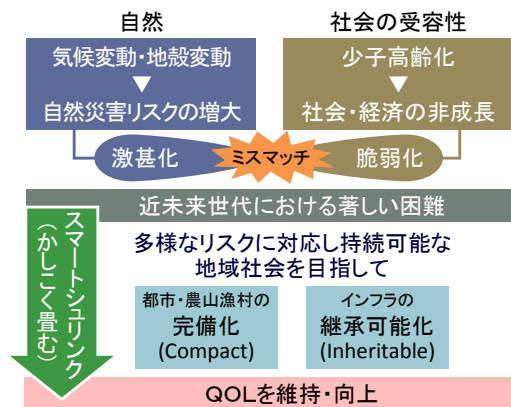 自然
社会の受容性
気候変動・地殻変動
自然災害リスクの増大
少子高齢化
社会・経済の非成長
激甚化
ミスマッチ
脆弱化
近未来世代における著しい困難
スマートシュリンク
(かしこく畳む)
多様なリスクに対応し持続可能な
地域社会を目指して
都市・農山漁村の
完備化
(Compact)
インフラの
継承可能化
(Inheritable)
QOLを維持・向上